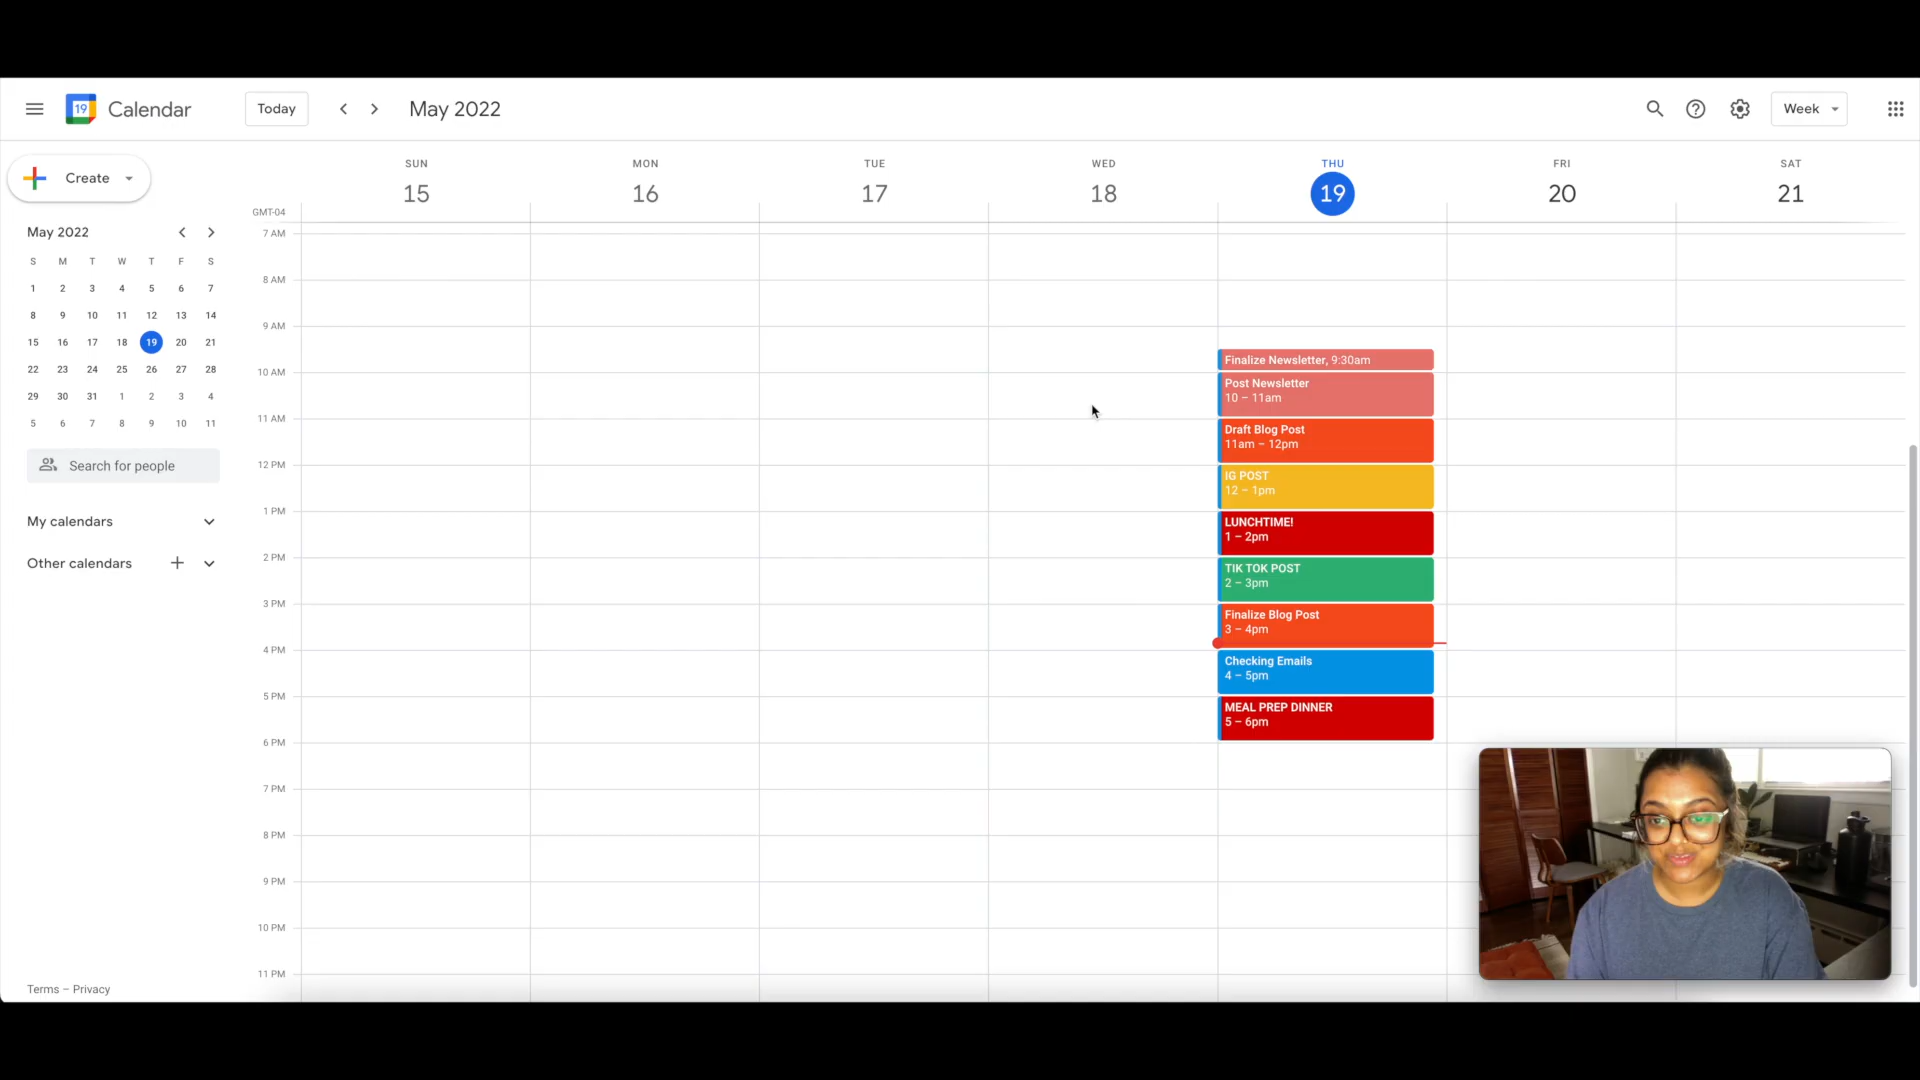 19 Calendar Today May 2022 Week
Create
May 2022
S M T W T F S
1 2 3 4 5 6 7
8 9 10 11 12 13 14
15 16 17 18 19 20 21
22 23 24 25 26 27 28
29 30 31 1 2 3 4
5 6 7 8 9 10 11
Search for people
My calendars
Other calendars
Terms – Privacy
SUN MON TUE WED THU FRI SAT
15 16 17 18 19 20 21
GMT-04
7 AM
8 AM
9 AM
10 AM
11 AM
12 PM
1 PM
2 PM
3 PM
4 PM
5 PM
6 PM
7 PM
8 PM
9 PM
10 PM
11 PM
Finalize Newsletter, 9:30am
Post Newsletter
10 – 11am
Draft Blog Post
11am – 12pm
IG POST
12 – 1pm
LUNCHTIME!
1 – 2pm
TIK TOK POST
2 – 3pm
Finalize Blog Post
3 – 4pm
Checking Emails
4 – 5pm
MEAL PREP DINNER
5 – 6pm